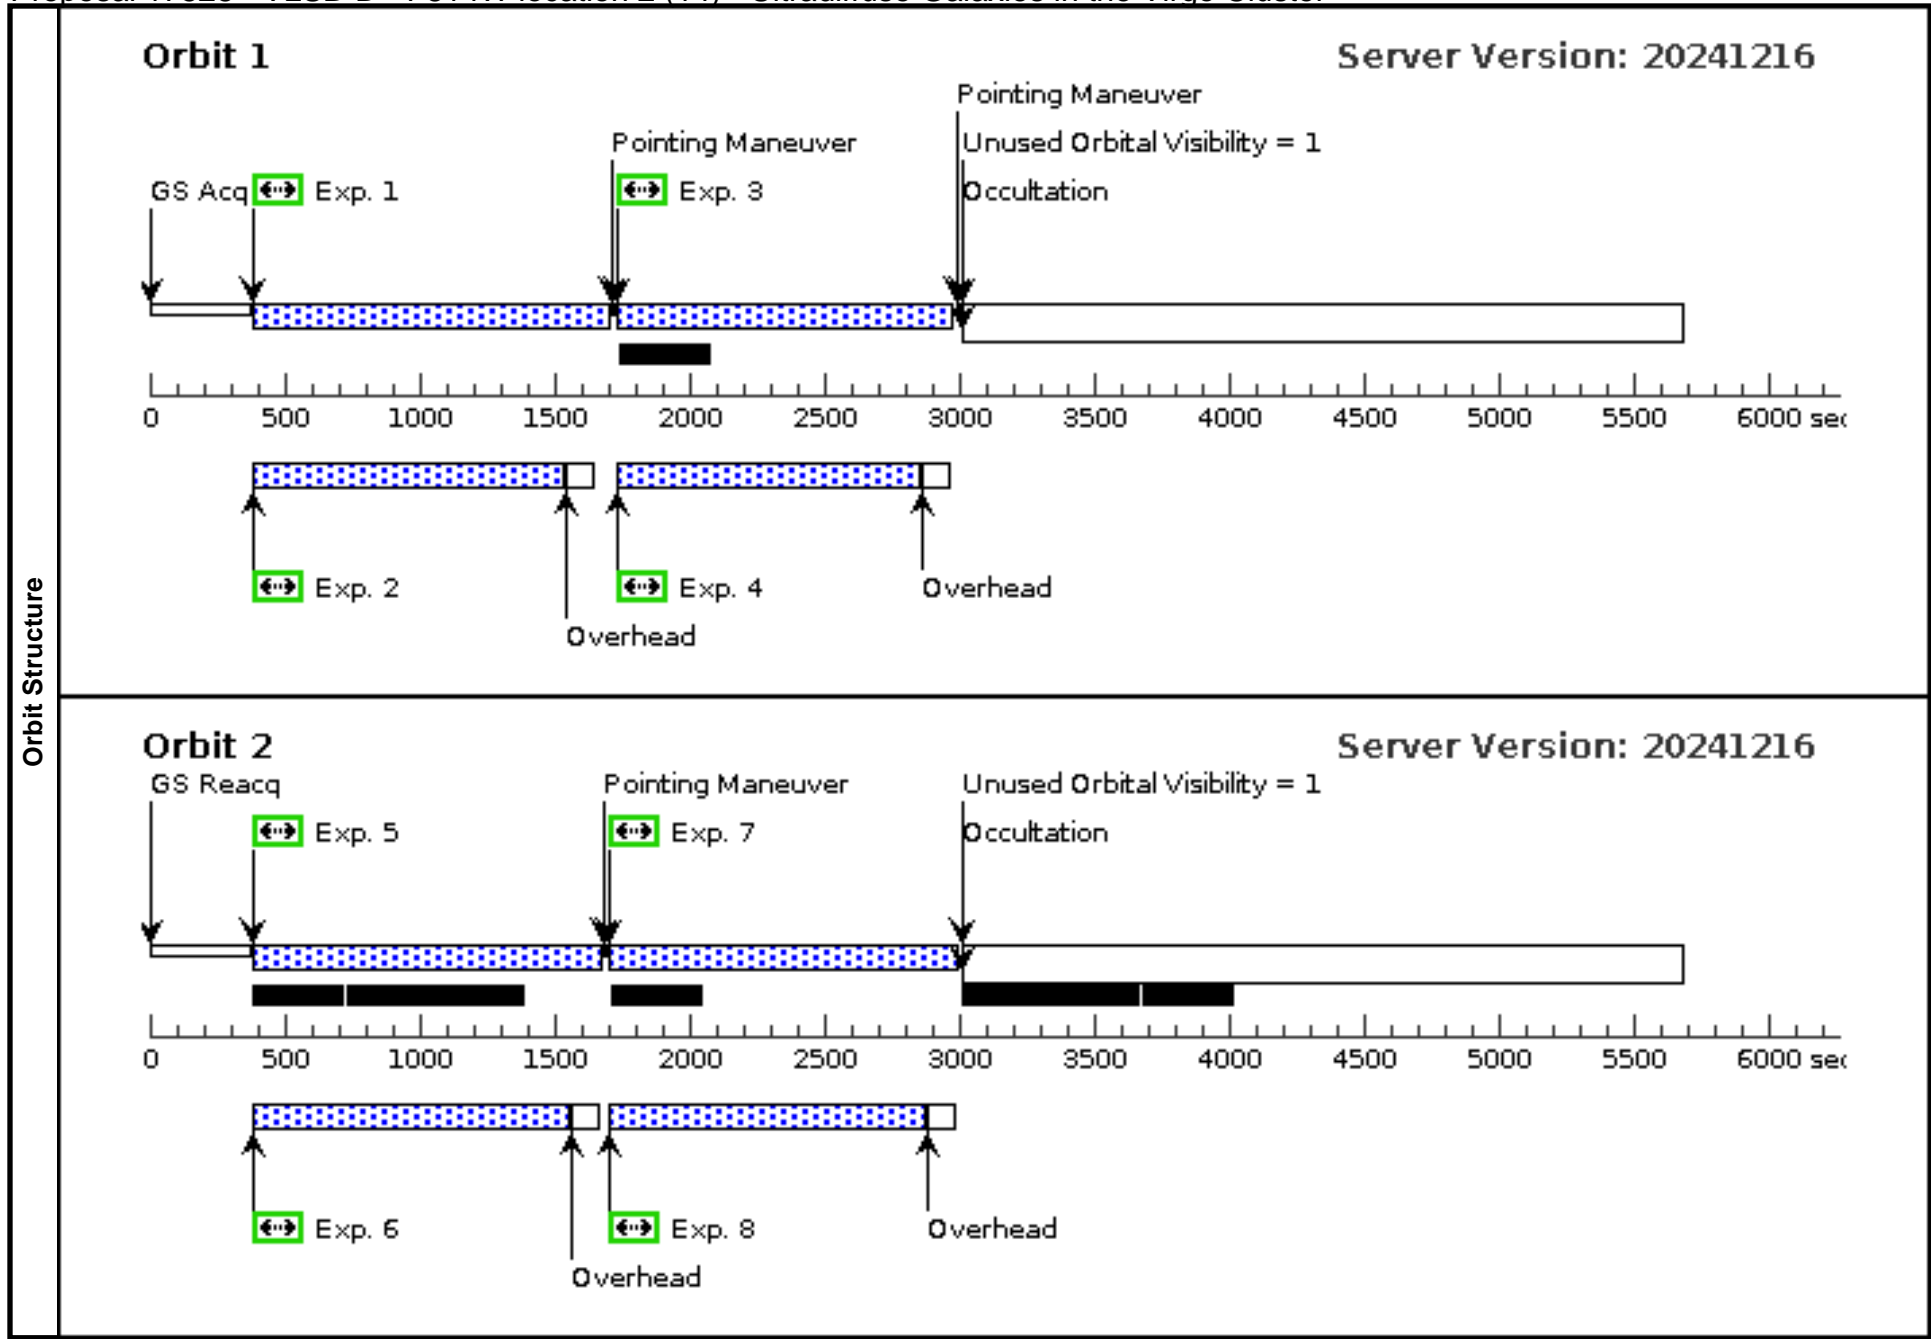 Orbit Structure
Orbit 1
Server Version: 20241216
Pointing Maneuver
Pointing Maneuver
Unused Orbital Visibility = 1
GS Acq
Exp. 1
Exp. 3
Occultation
0 500 1000 1500 2000 2500 3000 3500 4000 4500 5000 5500 6000 sec
Exp. 2
Exp. 4
Overhead
Overhead
Orbit 2
Server Version: 20241216
GS Reacq
Pointing Maneuver
Unused Orbital Visibility = 1
Exp. 5
Exp. 7
Occultation
0 500 1000 1500 2000 2500 3000 3500 4000 4500 5000 5500 6000 sec
Exp. 6
Exp. 8
Overhead
Overhead